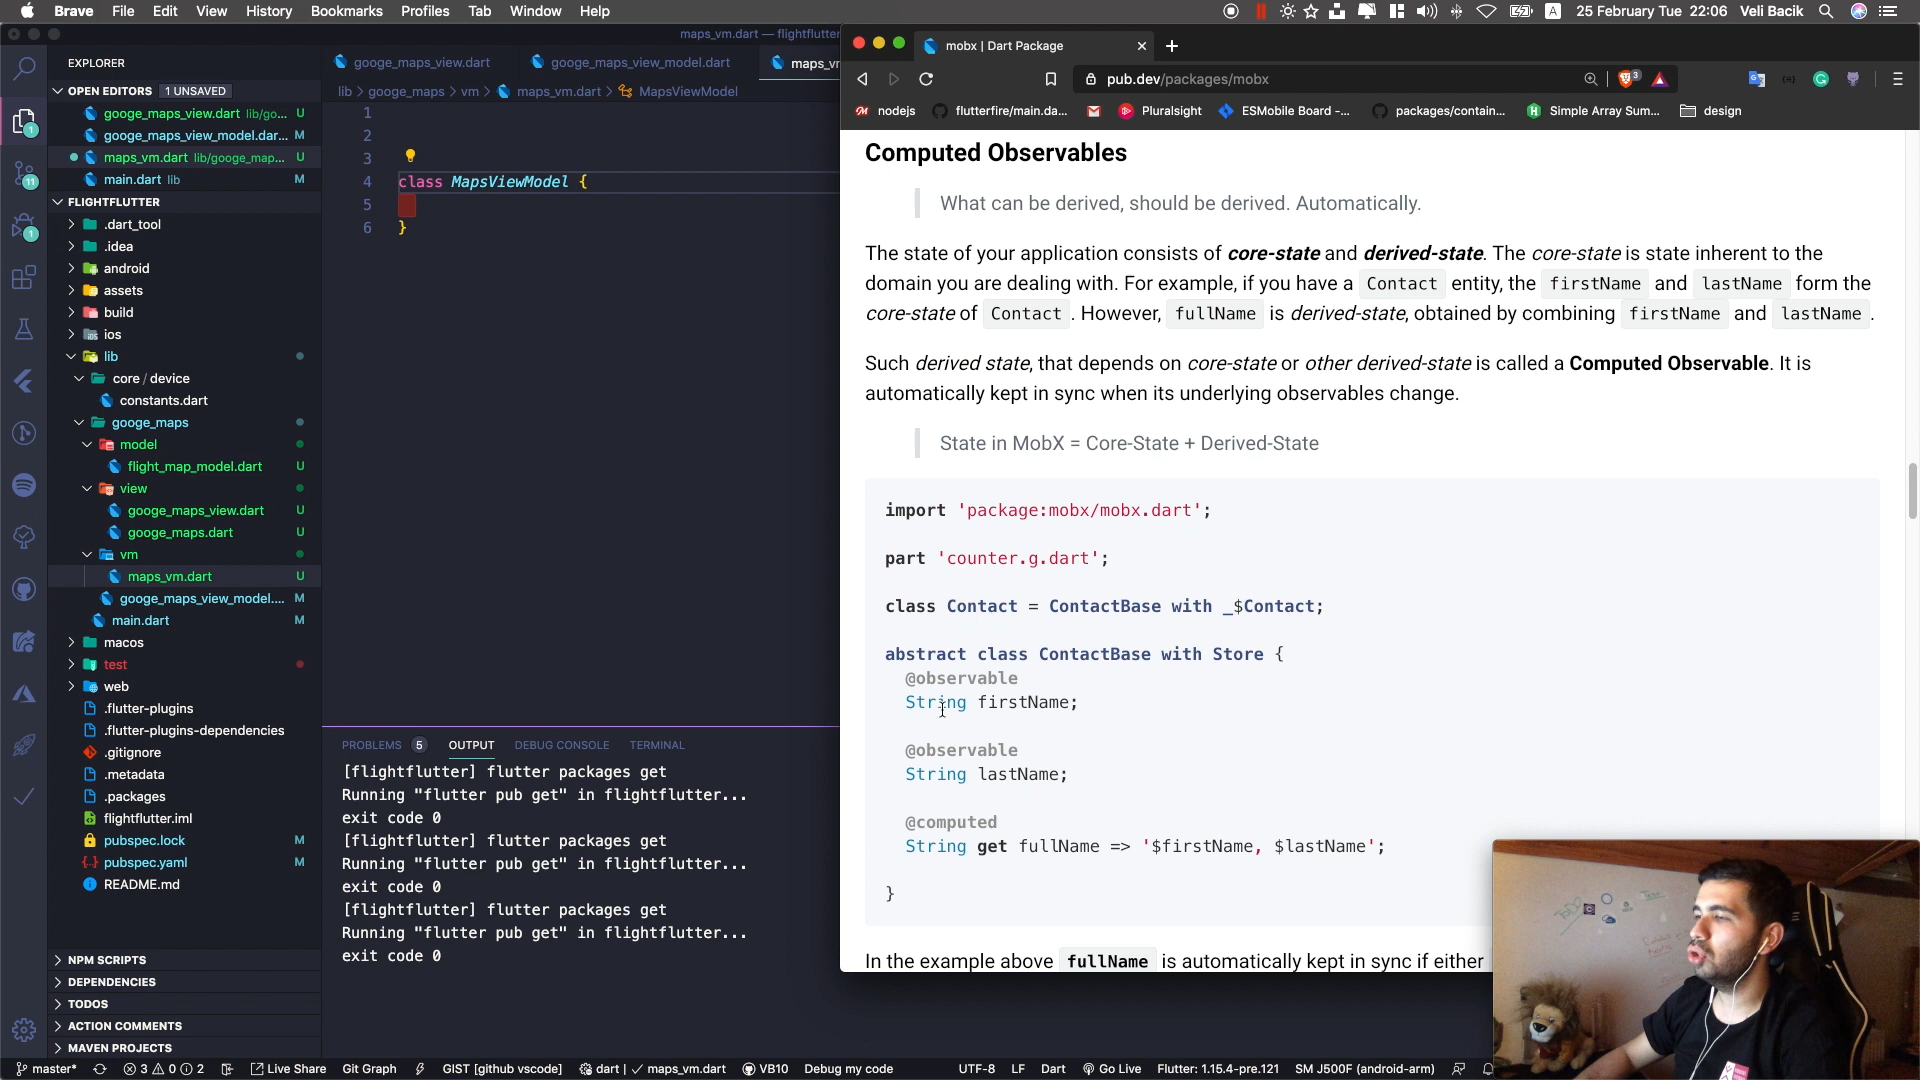 Brave File Edit View History Bookmarks Profiles Tab Window Help
A 25 February Tue 22:06 Veli Bacik
maps_vm.dart — flightflutter
EXPLORER
OPEN EDITORS 1 UNSAVED
googe_maps_view.dart lib/go... U
googe_maps_view_model.dar... M
maps_vm.dart lib/googe_map... U
main.dart lib M
FLIGHTFLUTTER
.dart_tool
.idea
android
assets
build
ios
lib
core / device
constants.dart
googe_maps
model
flight_map_model.dart U
view
googe_maps_view.dart U
googe_maps.dart U
vm
maps_vm.dart U
googe_maps_view_model.... M
main.dart M
macos
test
web
.flutter-plugins
.flutter-plugins-dependencies
.gitignore
.metadata
.packages
flightflutter.iml
pubspec.lock M
pubspec.yaml M
README.md
NPM SCRIPTS
DEPENDENCIES
TODOS
ACTION COMMENTS
MAVEN PROJECTS
1
11
1
googe_maps_view.dart googe_maps_view_model.dart maps_vr
lib > googe_maps > vm > maps_vm.dart > MapsViewModel
1
2
3
4 class MapsViewModel {
5
6 }
PROBLEMS 5 OUTPUT DEBUG CONSOLE TERMINAL
[flightflutter] flutter packages get
Running "flutter pub get" in flightflutter...
exit code 0
[flightflutter] flutter packages get
Running "flutter pub get" in flightflutter...
exit code 0
[flightflutter] flutter packages get
Running "flutter pub get" in flightflutter...
exit code 0
mobx | Dart Package
pub.dev/packages/mobx
3
nodejs flutterfire/main.da... Pluralsight ESMobile Board -... packages/contain... Simple Array Sum... design
Computed Observables
What can be derived, should be derived. Automatically.
The state of your application consists of core-state and derived-state. The core-state is state inherent to the
domain you are dealing with. For example, if you have a Contact entity, the firstName and lastName form the
core-state of Contact . However, fullName is derived-state, obtained by combining firstName and lastName .
Such derived state, that depends on core-state or other derived-state is called a Computed Observable. It is
automatically kept in sync when its underlying observables change.
State in MobX = Core-State + Derived-State
import 'package:mobx/mobx.dart';
part 'counter.g.dart';
class Contact = ContactBase with _$Contact;
abstract class ContactBase with Store {
@observable
String firstName;
@observable
String lastName;
@computed
String get fullName => '$firstName, $lastName';
}
In the example above fullName is automatically kept in sync if either
master* 3 0 2 Live Share Git Graph GIST [github vscode] dart | maps_vm.dart VB10 Debug my code UTF-8 LF Dart Go Live Flutter: 1.15.4-pre.121 SM J500F (android-arm)